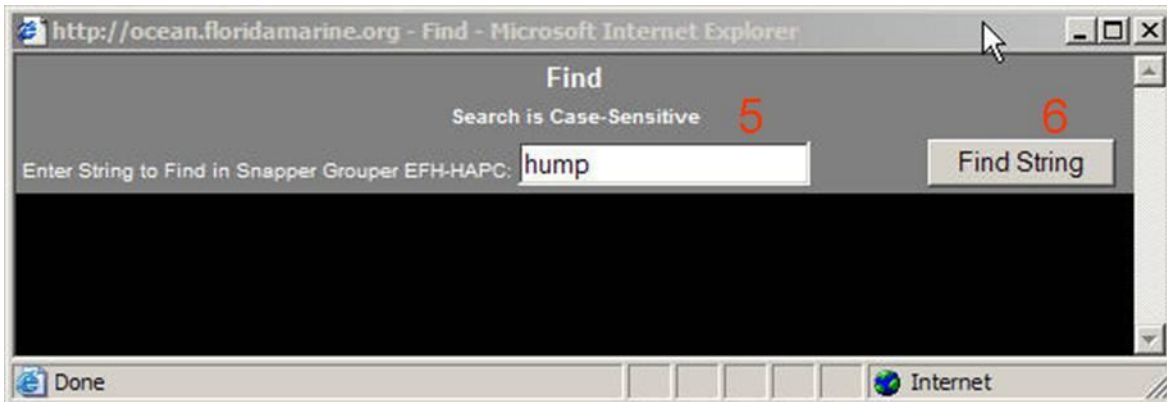 http://ocean.floridamarine.org - Find - Microsoft Internet Explorer
Find
Search is Case-Sensitive
5
6
Enter String to Find in Snapper Grouper EFH-HAPC: hump
Find String
Done
Internet